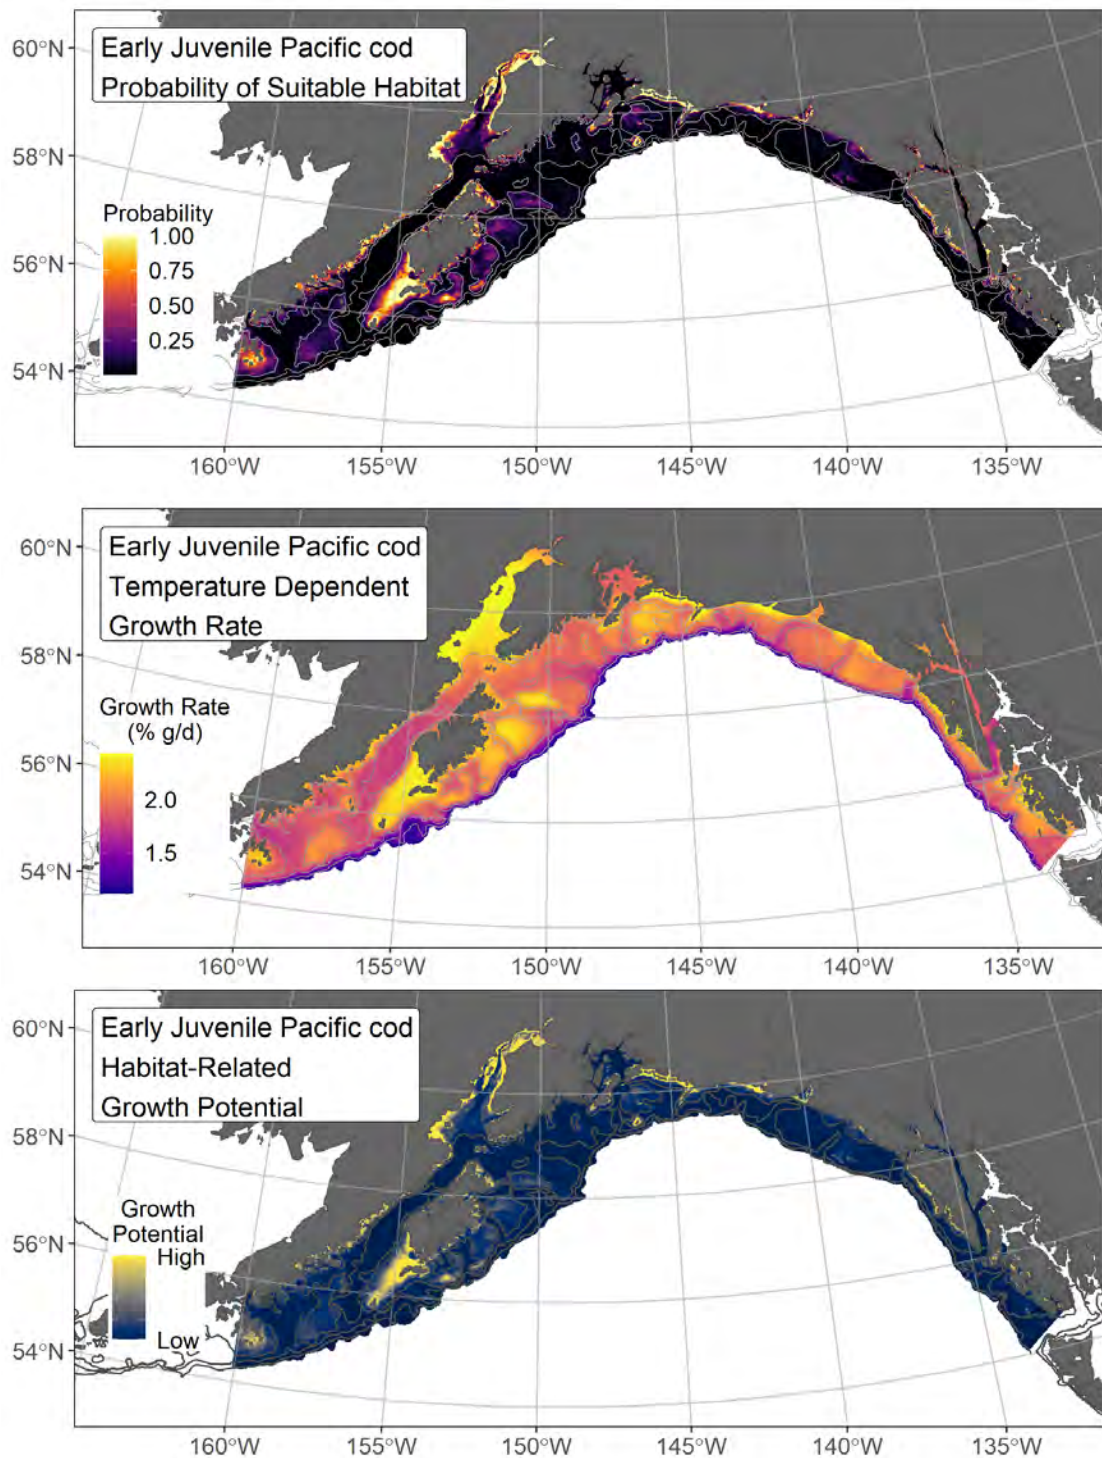 Early Juvenile Pacific cod
Probability of Suitable Habitat
60°N
58°N
56°N
54°N
Probability
1.00
0.75
0.50
0.25
160°W
155°W
150°W
145°W
140°W
135°W
Early Juvenile Pacific cod
Temperature Dependent
Growth Rate
60°N
58°N
56°N
54°N
Growth Rate
(% g/d)
2.0
1.5
160°W
155°W
150°W
145°W
140°W
135°W
Early Juvenile Pacific cod
Habitat-Related
Growth Potential
60°N
58°N
56°N
54°N
Growth
Potential
High
Low
160°W
155°W
150°W
145°W
140°W
135°W